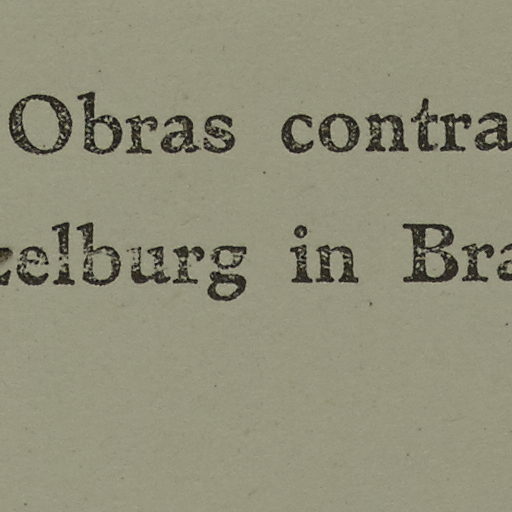 Obras contra
zelburg in Bra